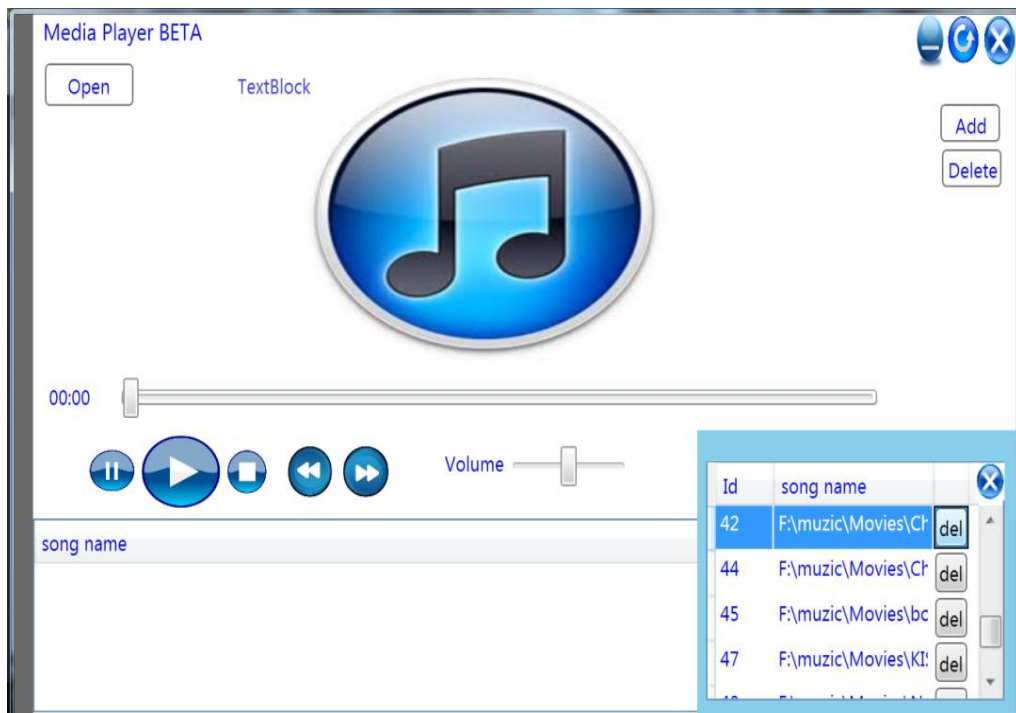 Media Player BETA
Open
TextBlock
Add
Delete
00:00
Volume
song name
Id song name
42 F:\muzic\Movies\Ch del
44 F:\muzic\Movies\Ch del
45 F:\muzic\Movies\bc del
47 F:\muzic\Movies\KI del